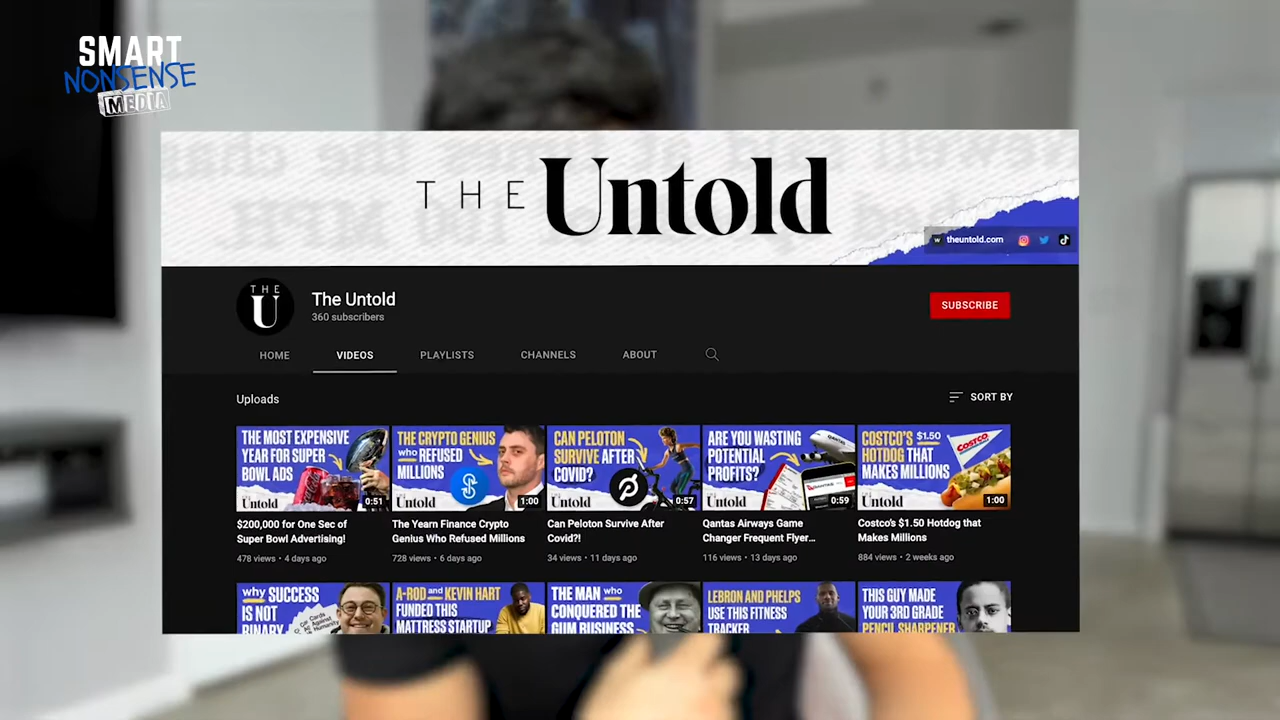 SMART
NONSENSE
MEDIA
THE Untold
theuntold.com
THE
U
The Untold
360 subscribers
SUBSCRIBE
HOME
VIDEOS
PLAYLISTS
CHANNELS
ABOUT
Uploads
SORT BY
THE MOST EXPENSIVE
YEAR FOR SUPER
BOWL ADS
Untold
0:51
$200,000 for One Sec of
Super Bowl Advertising!
478 views • 4 days ago
THE CRYPTO GENIUS
who REFUSED
MILLIONS
Untold
1:00
The Yearn Finance Crypto
Genius Who Refused Millions
728 views • 6 days ago
CAN PELOTON
SURVIVE AFTER
COVID?
Untold
0:57
Can Peloton Survive After
Covid?!
34 views • 11 days ago
ARE YOU WASTING
POTENTIAL
PROFITS?
QANTAS
Untold
0:59
Qantas Airways Game
Changer Frequent Flyer...
116 views • 13 days ago
COSTCO'S $1.50
HOTDOG THAT
MAKES MILLIONS
COSTCO
Untold
1:00
Costco's $1.50 Hotdog that
Makes Millions
884 views • 2 weeks ago
why SUCCESS
IS NOT
BINARY
Cards
Against
Humanity
A-ROD and KEVIN HART
FUNDED THIS
MATTRESS STARTUP
THE MAN who
CONQUERED THE
GUM BUSINESS
LEBRON AND PHELPS
USE THIS FITNESS
TRACKER
THIS GUY MADE
YOUR 3RD GRADE
PENCIL SHARPENER